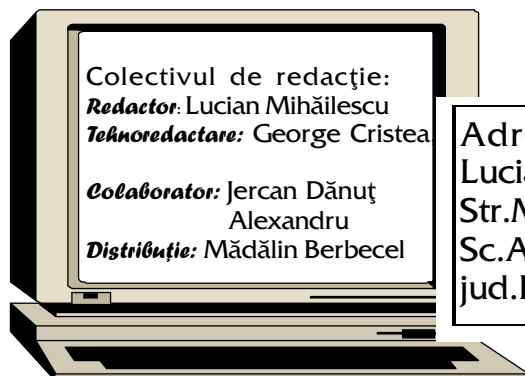 Colectivul de redacţie:
Redactor: Lucian Mihăilescu
Tehnoredactare: George Cristea
Colaborator: Jercan Dănuţ
Alexandru
Distribuţie: Mădălin Berbecel
Adr
Lucia
Str.M
Sc.A
jud.